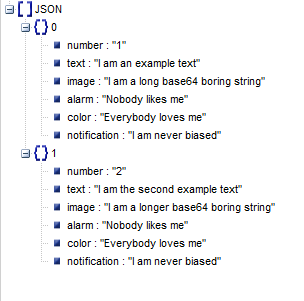 JSON
0
number : "1"
text : "I am an example text"
image : "I am a long base64 boring string"
alarm : "Nobody likes me"
color : "Everybody loves me"
notification : "I am never biased"
1
number : "2"
text : "I am the second example text"
image : "I am a longer base64 boring string"
alarm : "Nobody likes me"
color : "Everybody loves me"
notification : "I am never biased"